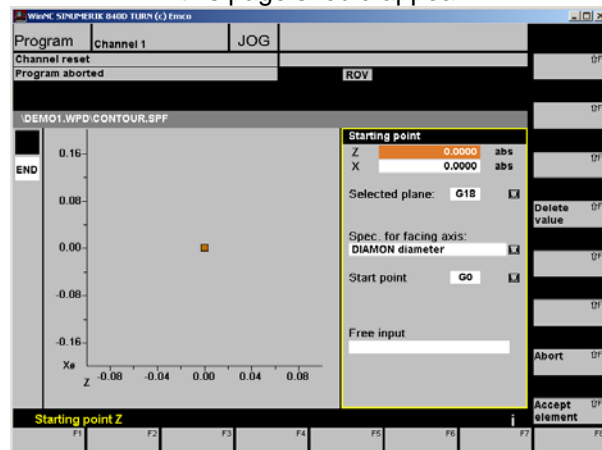 WinNC SINUMERIK 840D TURN (c) Emco
Program Channel 1 JOG
Channel reset
Program aborted ROV
\DEMO1.WPD\CONTOUR.SPF
Starting point
Z 0.0000 abs
X 0.0000 abs
END
Selected plane: G18
Spec. for facing axis:
DIAMON diameter
Start point G0
Free input
0.16
0.08
0.00
-0.08
-0.16
Xø
Z -0.08 -0.04 0.00 0.04 0.08
Delete
value
Abort
Accept
element
Starting point Z i
F1 F2 F3 F4 F5 F6 F7 F8